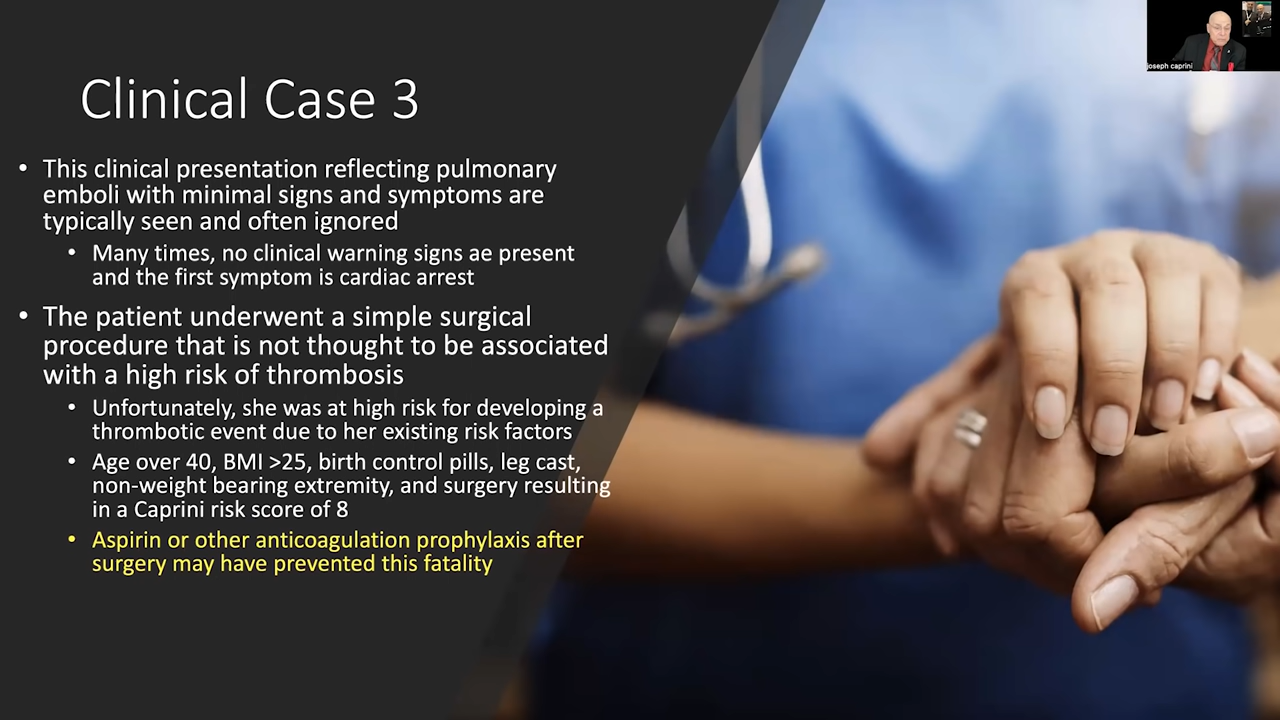 Clinical Case 3
• This clinical presentation reflecting pulmonary
emboli with minimal signs and symptoms are
typically seen and often ignored
• Many times, no clinical warning signs ae present
and the first symptom is cardiac arrest
• The patient underwent a simple surgical
procedure that is not thought to be associated
with a high risk of thrombosis
• Unfortunately, she was at high risk for developing a
thrombotic event due to her existing risk factors
• Age over 40, BMI >25, birth control pills, leg cast,
non-weight bearing extremity, and surgery resulting
in a Caprini risk score of 8
• Aspirin or other anticoagulation prophylaxis after
surgery may have prevented this fatality
joseph caprini